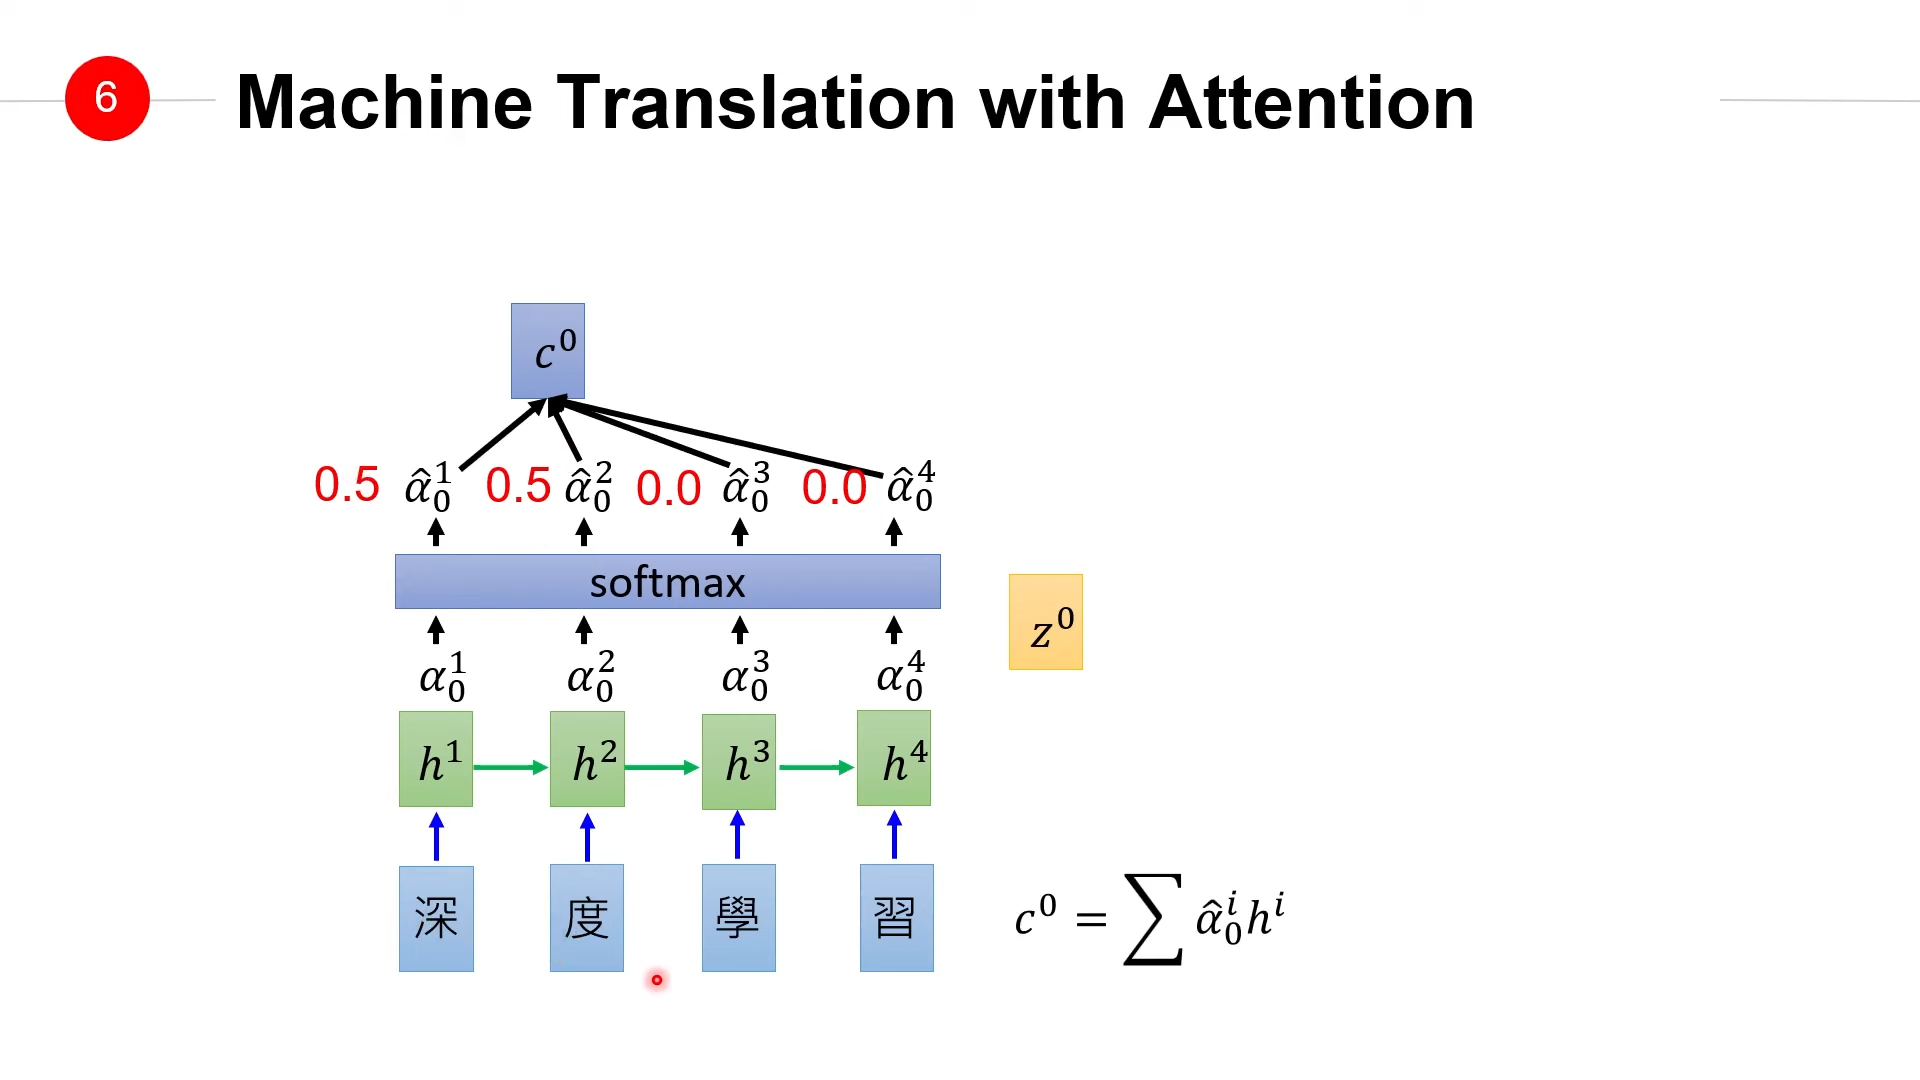 6
Machine Translation with Attention
c⁰
0.5 α̂₀¹ 0.5 α̂₀² 0.0 α̂₀³ 0.0 α̂₀⁴
softmax
z⁰
α₀¹ α₀² α₀³ α₀⁴
h¹ h² h³ h⁴
深 度 學 習
c⁰ = ∑ α̂₀ⁱhⁱ